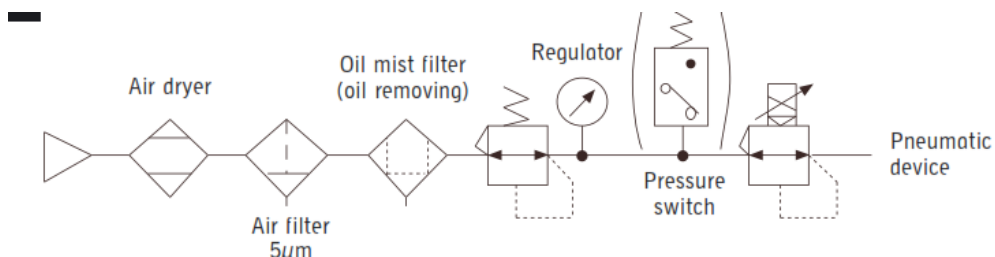 Air dryer
Oil mist filter
(oil removing)
Regulator
Pneumatic
device
Pressure
switch
Air filter
5µm